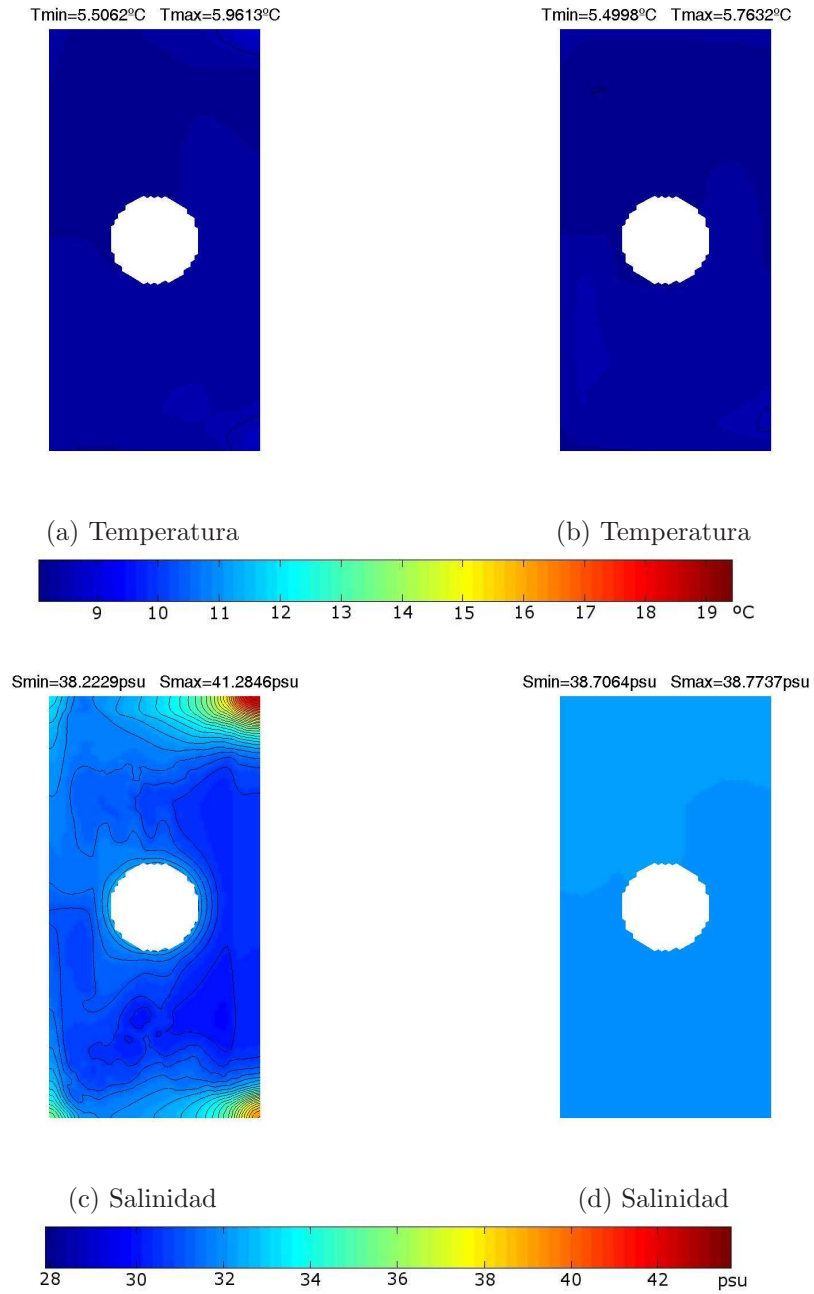 Tmin=5.5062ºC Tmax=5.9613ºC
Tmin=5.4998ºC Tmax=5.7632ºC
(a) Temperatura
(b) Temperatura
9 10 11 12 13 14 15 16 17 18 19 ºC
Smin=38.2229psu Smax=41.2846psu
Smin=38.7064psu Smax=38.7737psu
(c) Salinidad
(d) Salinidad
28 30 32 34 36 38 40 42 psu